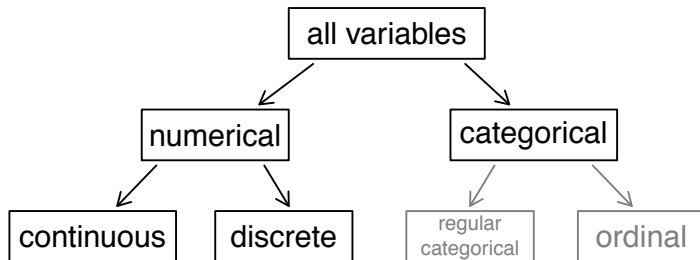 all variables
numerical
categorical
continuous
discrete
regular
categorical
ordinal